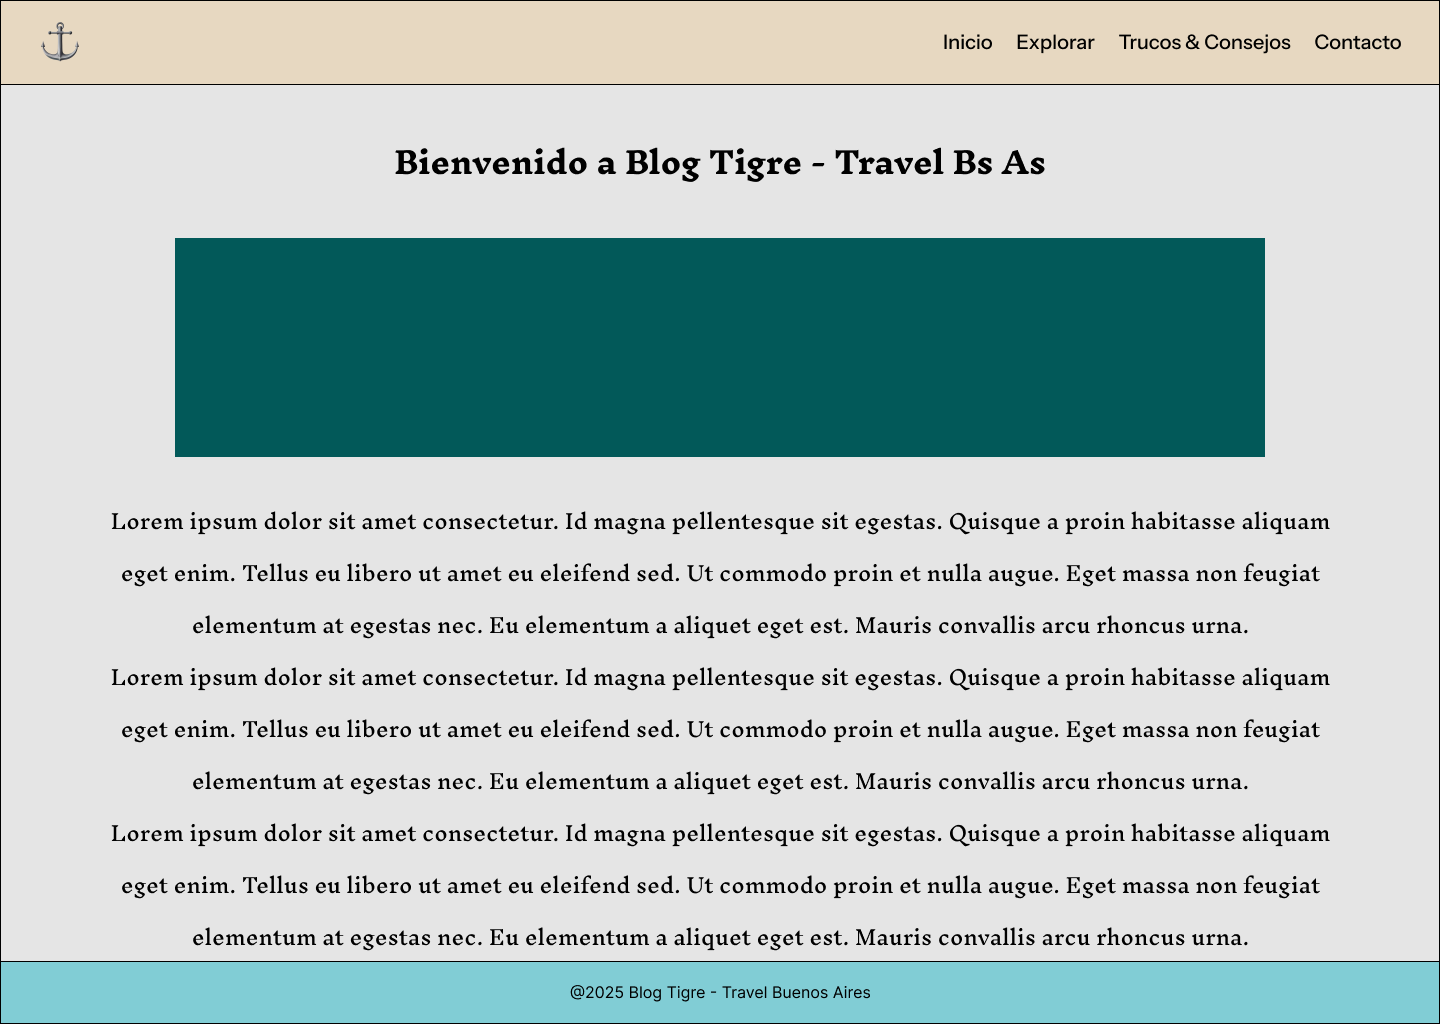 Inicio Explorar Trucos & Consejos Contacto
Bienvenido a Blog Tigre - Travel Bs As
Lorem ipsum dolor sit amet consectetur. Id magna pellentesque sit egestas. Quisque a proin habitasse aliquam
eget enim. Tellus eu libero ut amet eu eleifend sed. Ut commodo proin et nulla augue. Eget massa non feugiat
elementum at egestas nec. Eu elementum a aliquet eget est. Mauris convallis arcu rhoncus urna.
Lorem ipsum dolor sit amet consectetur. Id magna pellentesque sit egestas. Quisque a proin habitasse aliquam
eget enim. Tellus eu libero ut amet eu eleifend sed. Ut commodo proin et nulla augue. Eget massa non feugiat
elementum at egestas nec. Eu elementum a aliquet eget est. Mauris convallis arcu rhoncus urna.
Lorem ipsum dolor sit amet consectetur. Id magna pellentesque sit egestas. Quisque a proin habitasse aliquam
eget enim. Tellus eu libero ut amet eu eleifend sed. Ut commodo proin et nulla augue. Eget massa non feugiat
elementum at egestas nec. Eu elementum a aliquet eget est. Mauris convallis arcu rhoncus urna.
@2025 Blog Tigre - Travel Buenos Aires